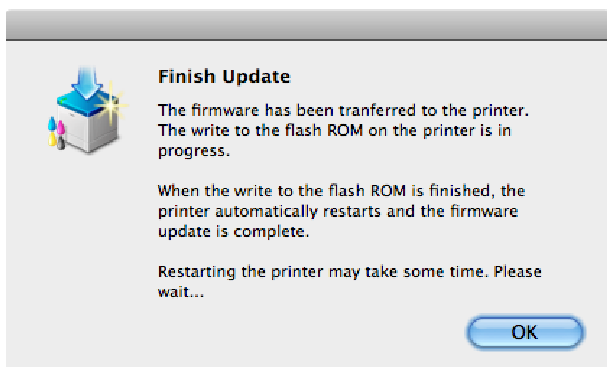 Finish Update
The firmware has been tranferred to the printer.
The write to the flash ROM on the printer is in
progress.
When the write to the flash ROM is finished, the
printer automatically restarts and the firmware
update is complete.
Restarting the printer may take some time. Please
wait...
OK